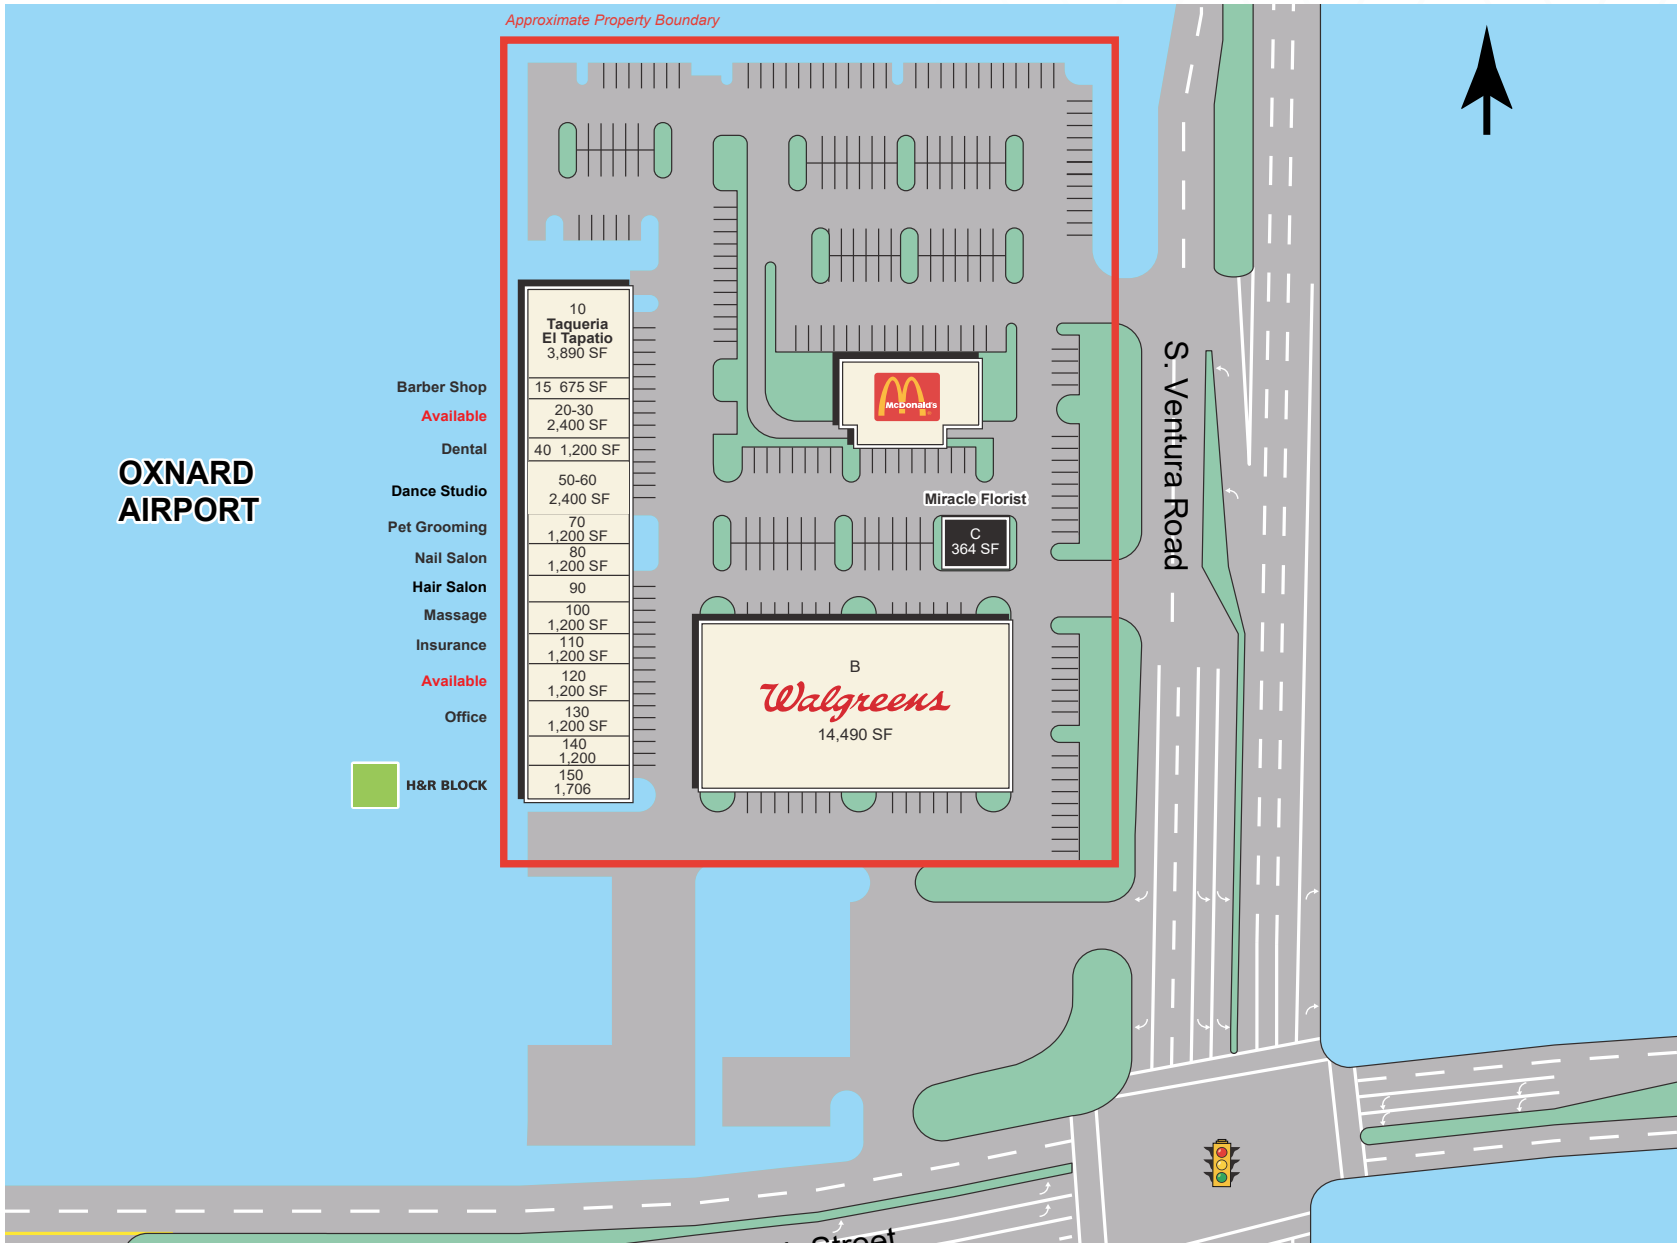 Approximate Property Boundary
10
Taqueria
El Tapatio
3,890 SF
Barber Shop
15 675 SF
Available
20-30
2,400 SF
Dental
40 1,200 SF
Dance Studio
50-60
2,400 SF
Pet Grooming
70
1,200 SF
Nail Salon
80
1,200 SF
Hair Salon
90
Massage
100
1,200 SF
Insurance
110
1,200 SF
Available
120
1,200 SF
Office
130
1,200 SF
140
1,200
H&R BLOCK
150
1,706
OXNARD
AIRPORT
McDonald's
Miracle Florist
C
364 SF
B
Walgreens
14,490 SF
S. Ventura Road
Street